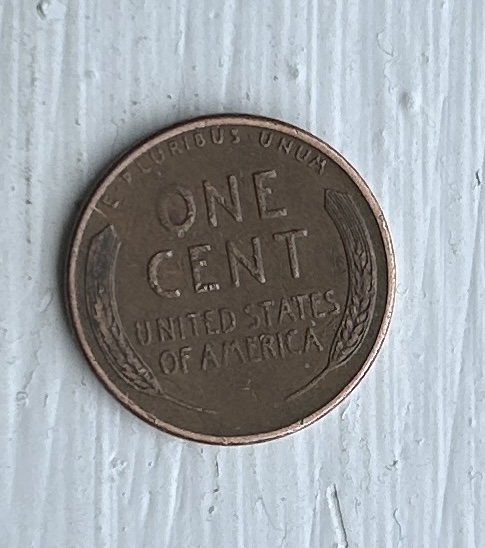 E PLURIBUS UNUM
ONE
CENT
UNITED STATES
OF AMERICA